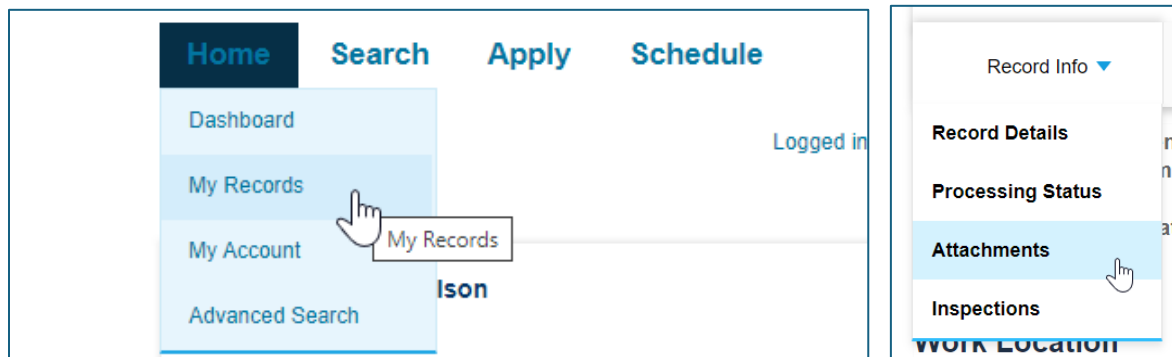 Home Search Apply Schedule
Dashboard
Logged in
My Records
My Records
My Account
lson
Advanced Search
Record Info
Record Details
Processing Status
Attachments
Inspections
Work Location